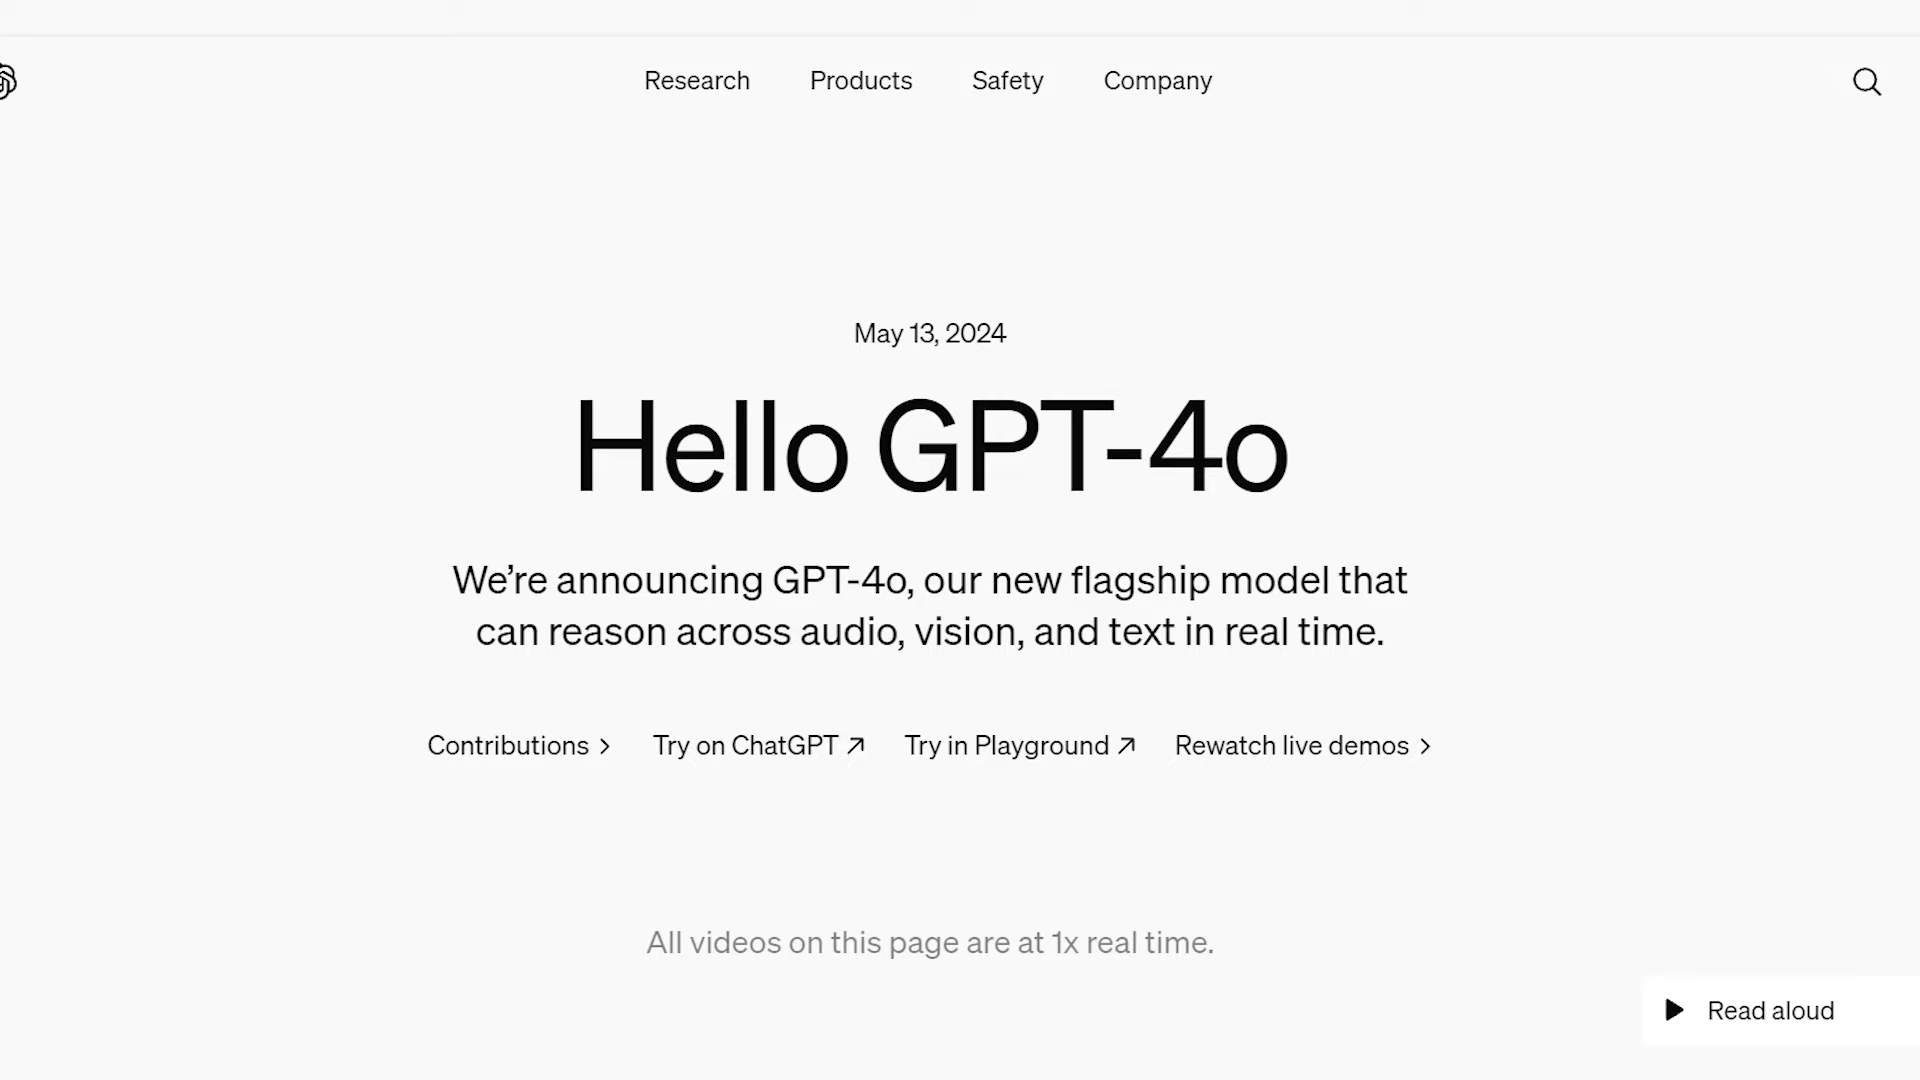 Research Products Safety Company
May 13, 2024
Hello GPT-4o
We’re announcing GPT-4o, our new flagship model that
can reason across audio, vision, and text in real time.
Contributions Try on ChatGPT Try in Playground Rewatch live demos
All videos on this page are at 1x real time.
Read aloud